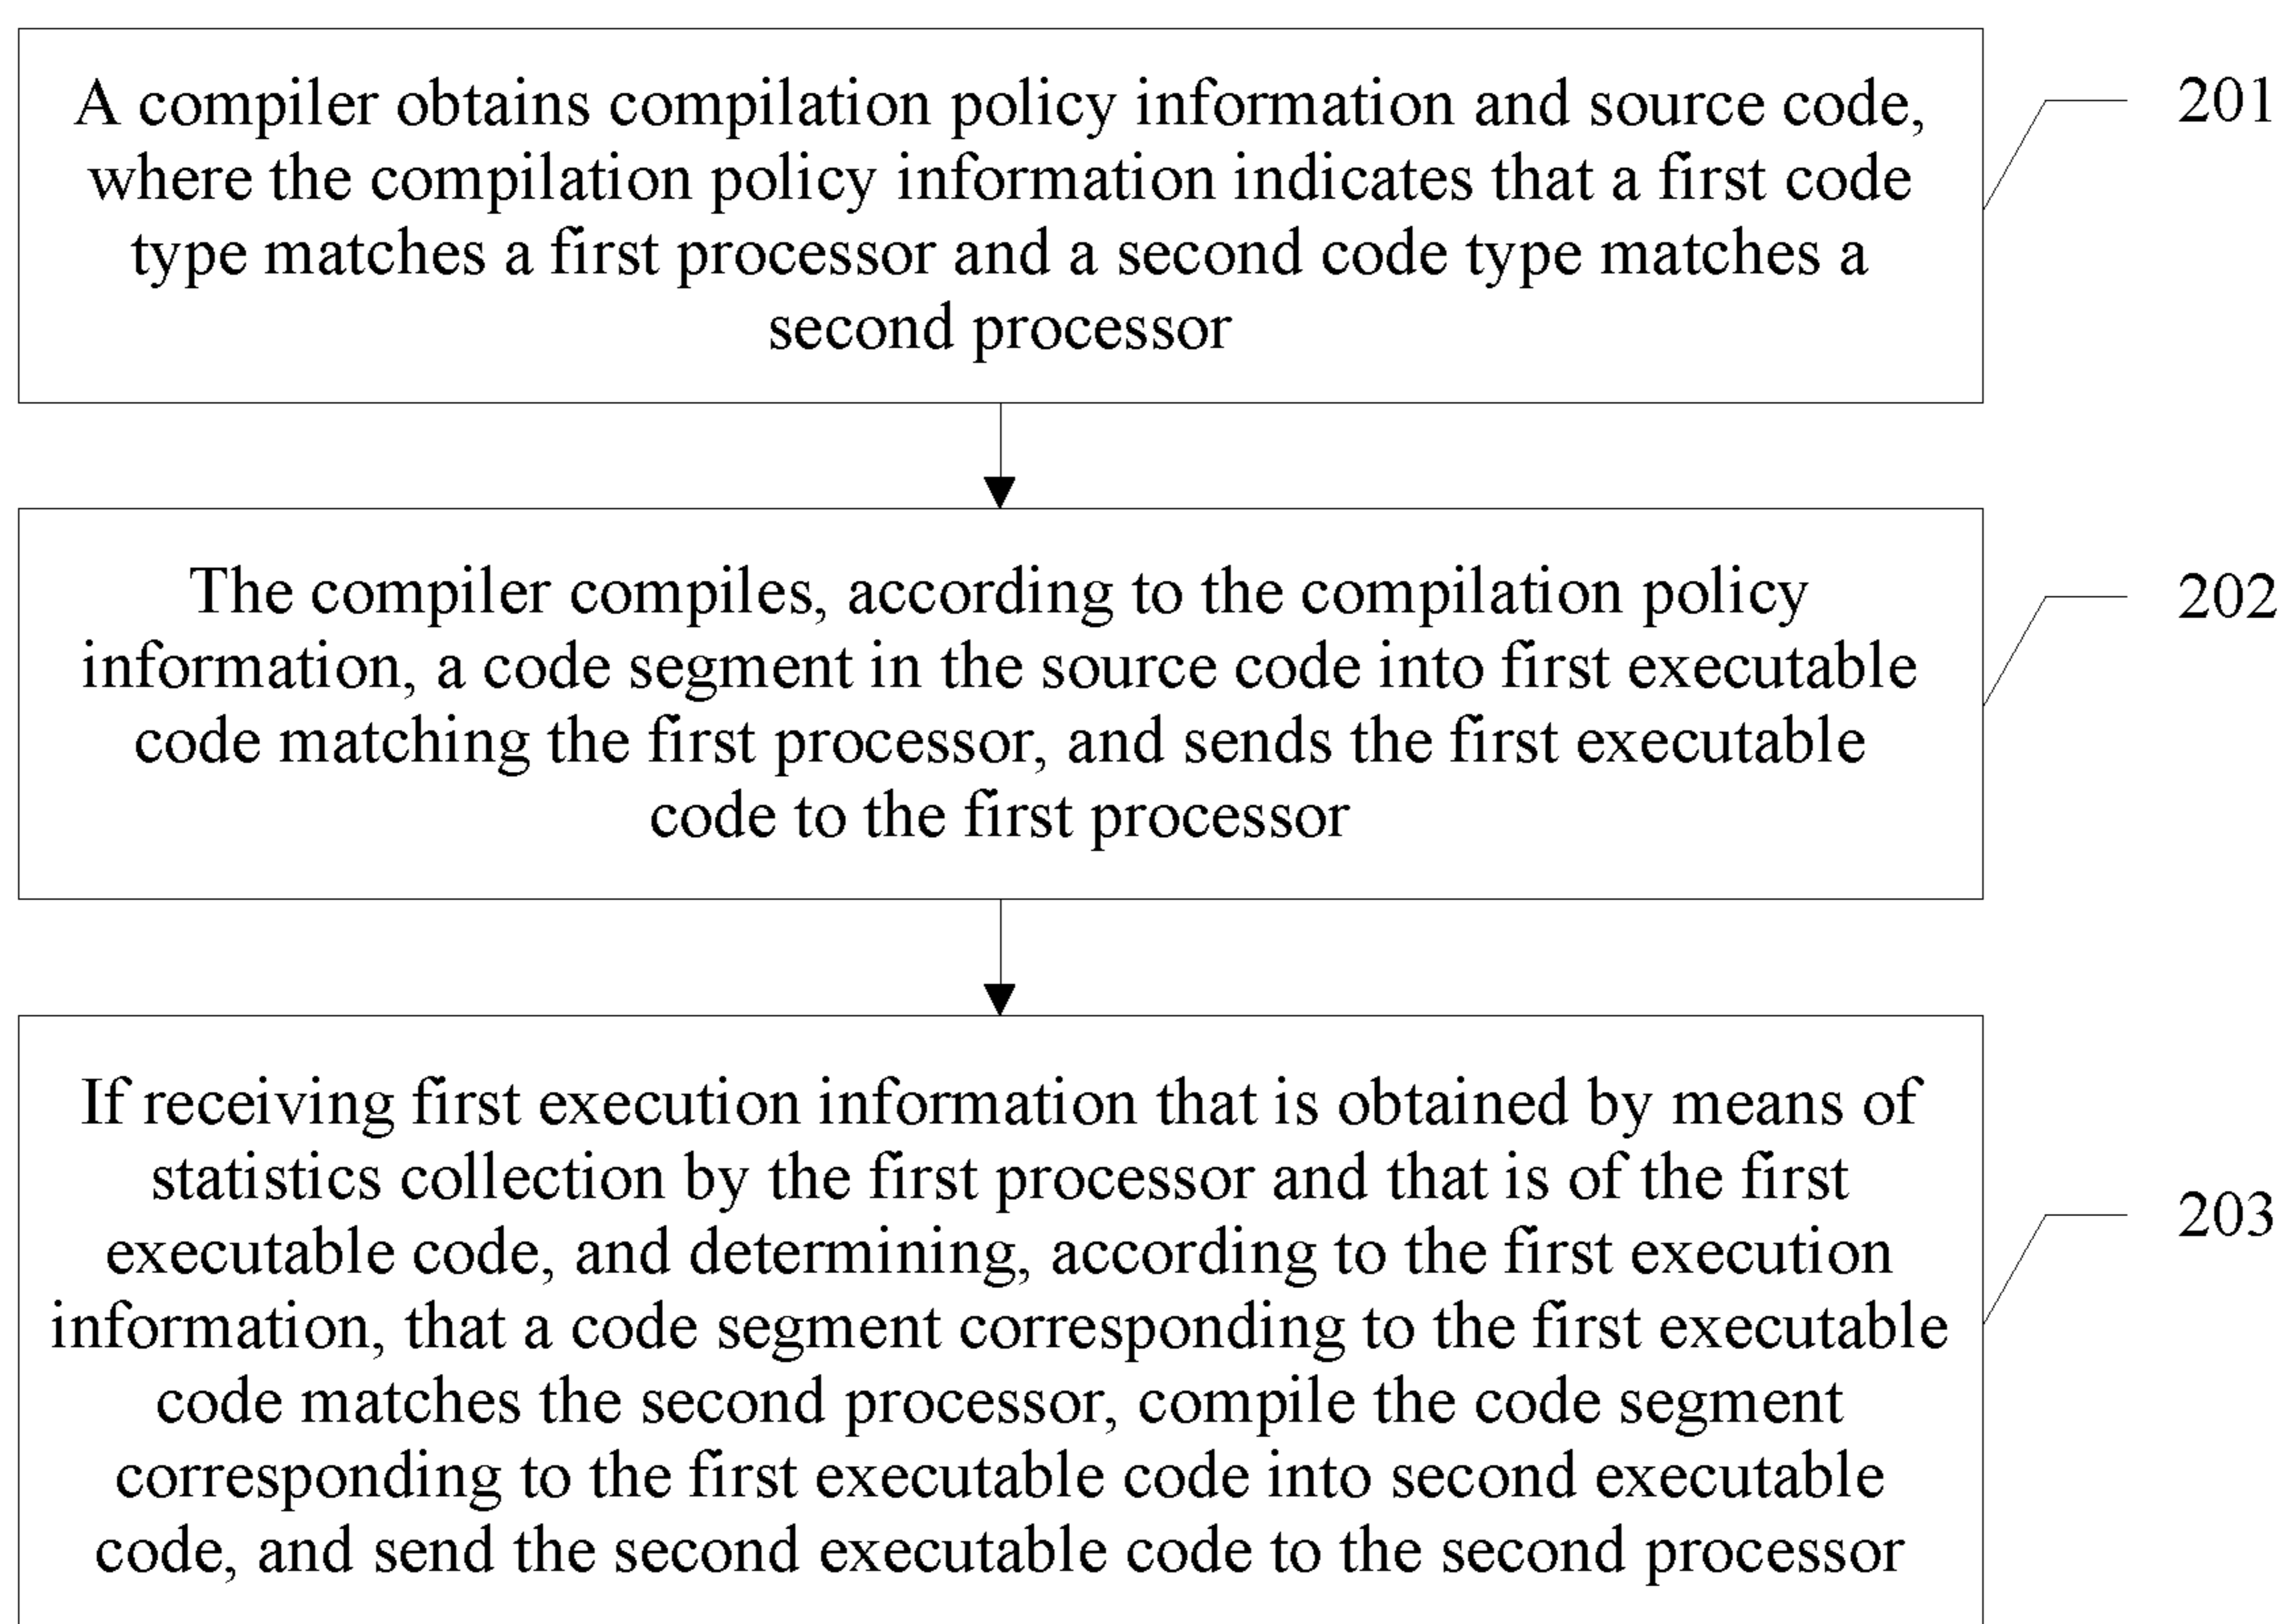 A compiler obtains compilation policy information and source code,
where the compilation policy information indicates that a first code
type matches a first processor and a second code type matches a
second processor
201
The compiler compiles, according to the compilation policy
information, a code segment in the source code into first executable
code matching the first processor, and sends the first executable
code to the first processor
202
If receiving first execution information that is obtained by means of
statistics collection by the first processor and that is of the first
executable code, and determining, according to the first execution
information, that a code segment corresponding to the first executable
code matches the second processor, compile the code segment
corresponding to the first executable code into second executable
code, and send the second executable code to the second processor
203